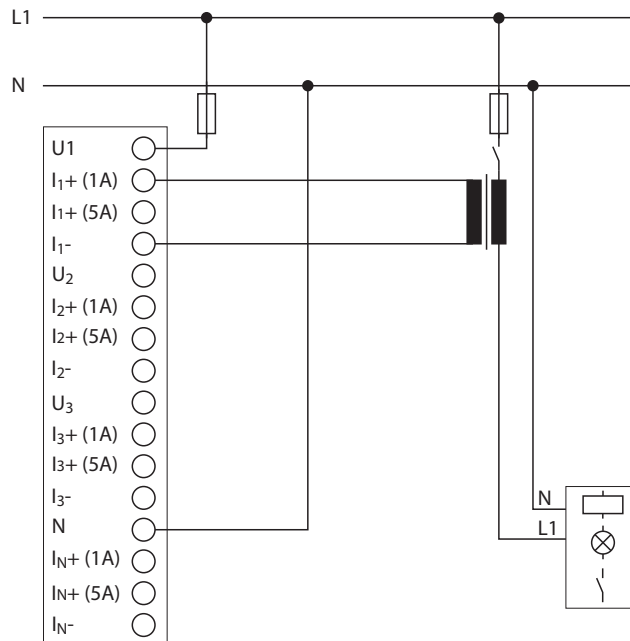 L1
N
U1
I1+ (1A)
I1+ (5A)
I1-
U2
I2+ (1A)
I2+ (5A)
I2-
U3
I3+ (1A)
I3+ (5A)
I3-
N
IN+ (1A)
IN+ (5A)
IN-
N
L1